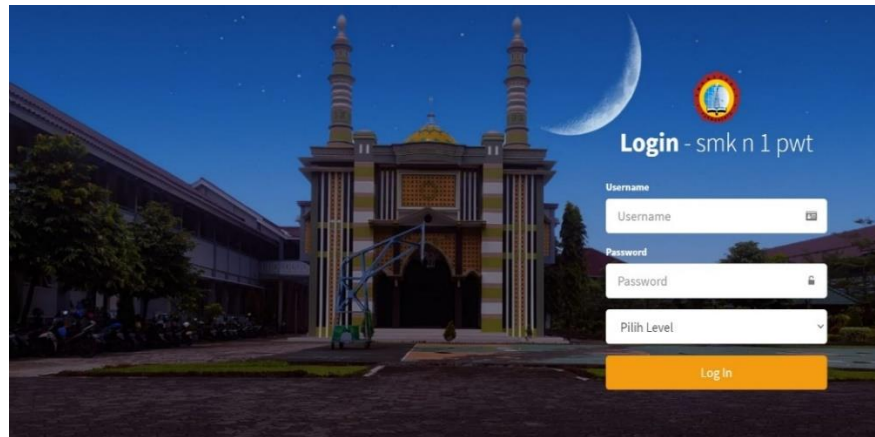 Login - smk n 1 pwt
Username
Username
Password
Password
Pilih Level
Log In